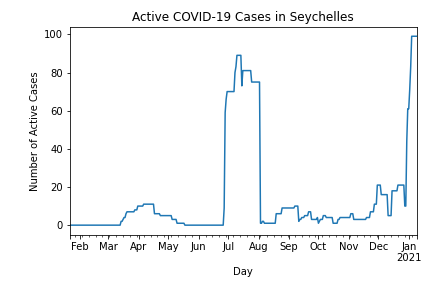 Active COVID-19 Cases in Seychelles
100
80
60
40
20
0
Number of Active Cases
Feb Mar Apr May Jun Jul Aug Sep Oct Nov Dec Jan
2021
Day